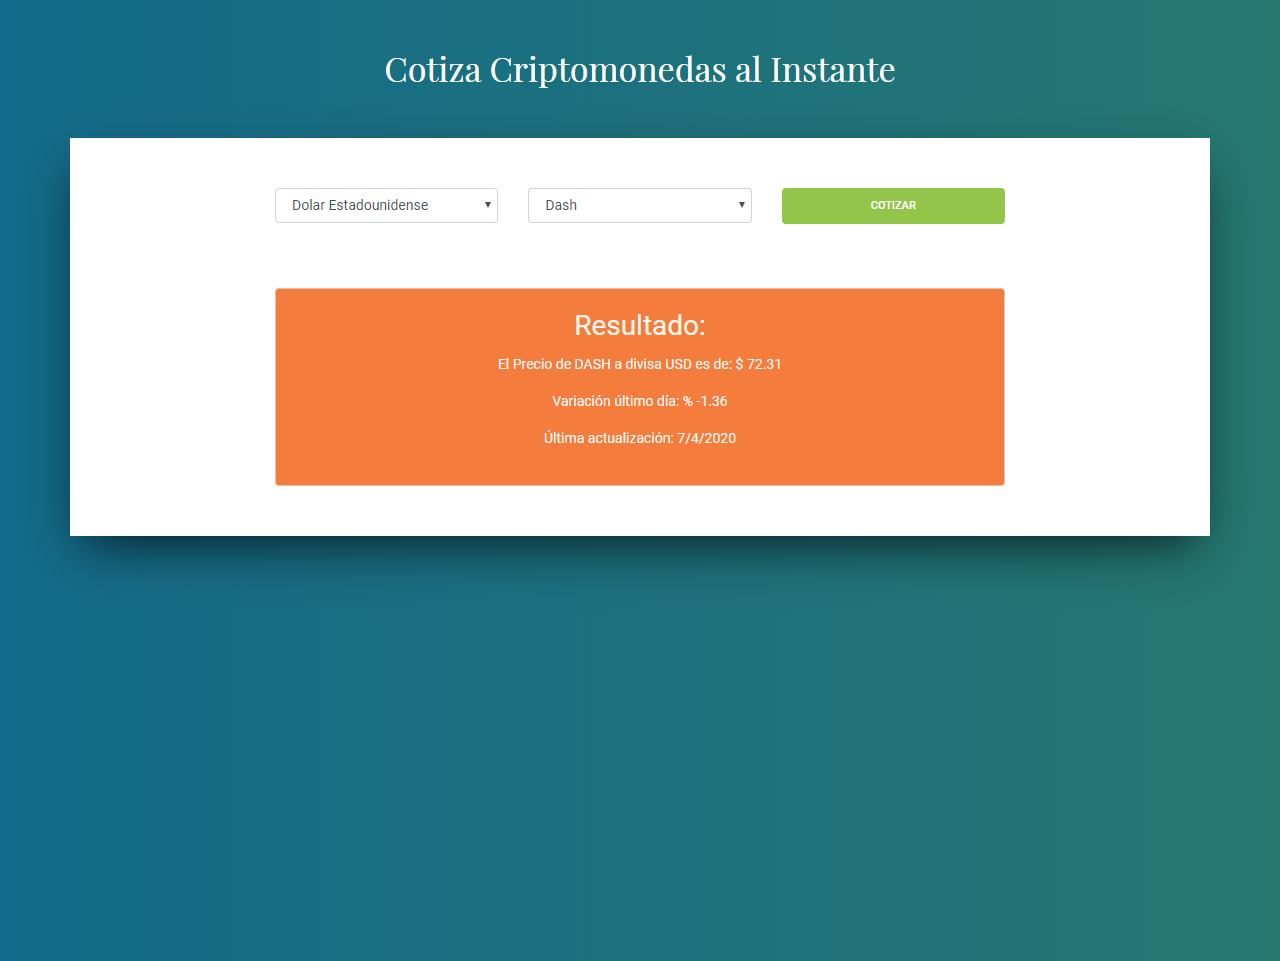 Cotiza Criptomonedas al Instante
Dolar Estadounidense
Dash
COTIZAR
Resultado:
El Precio de DASH a divisa USD es de: $ 72.31
Variación último día: % -1.36
Última actualización: 7/4/2020